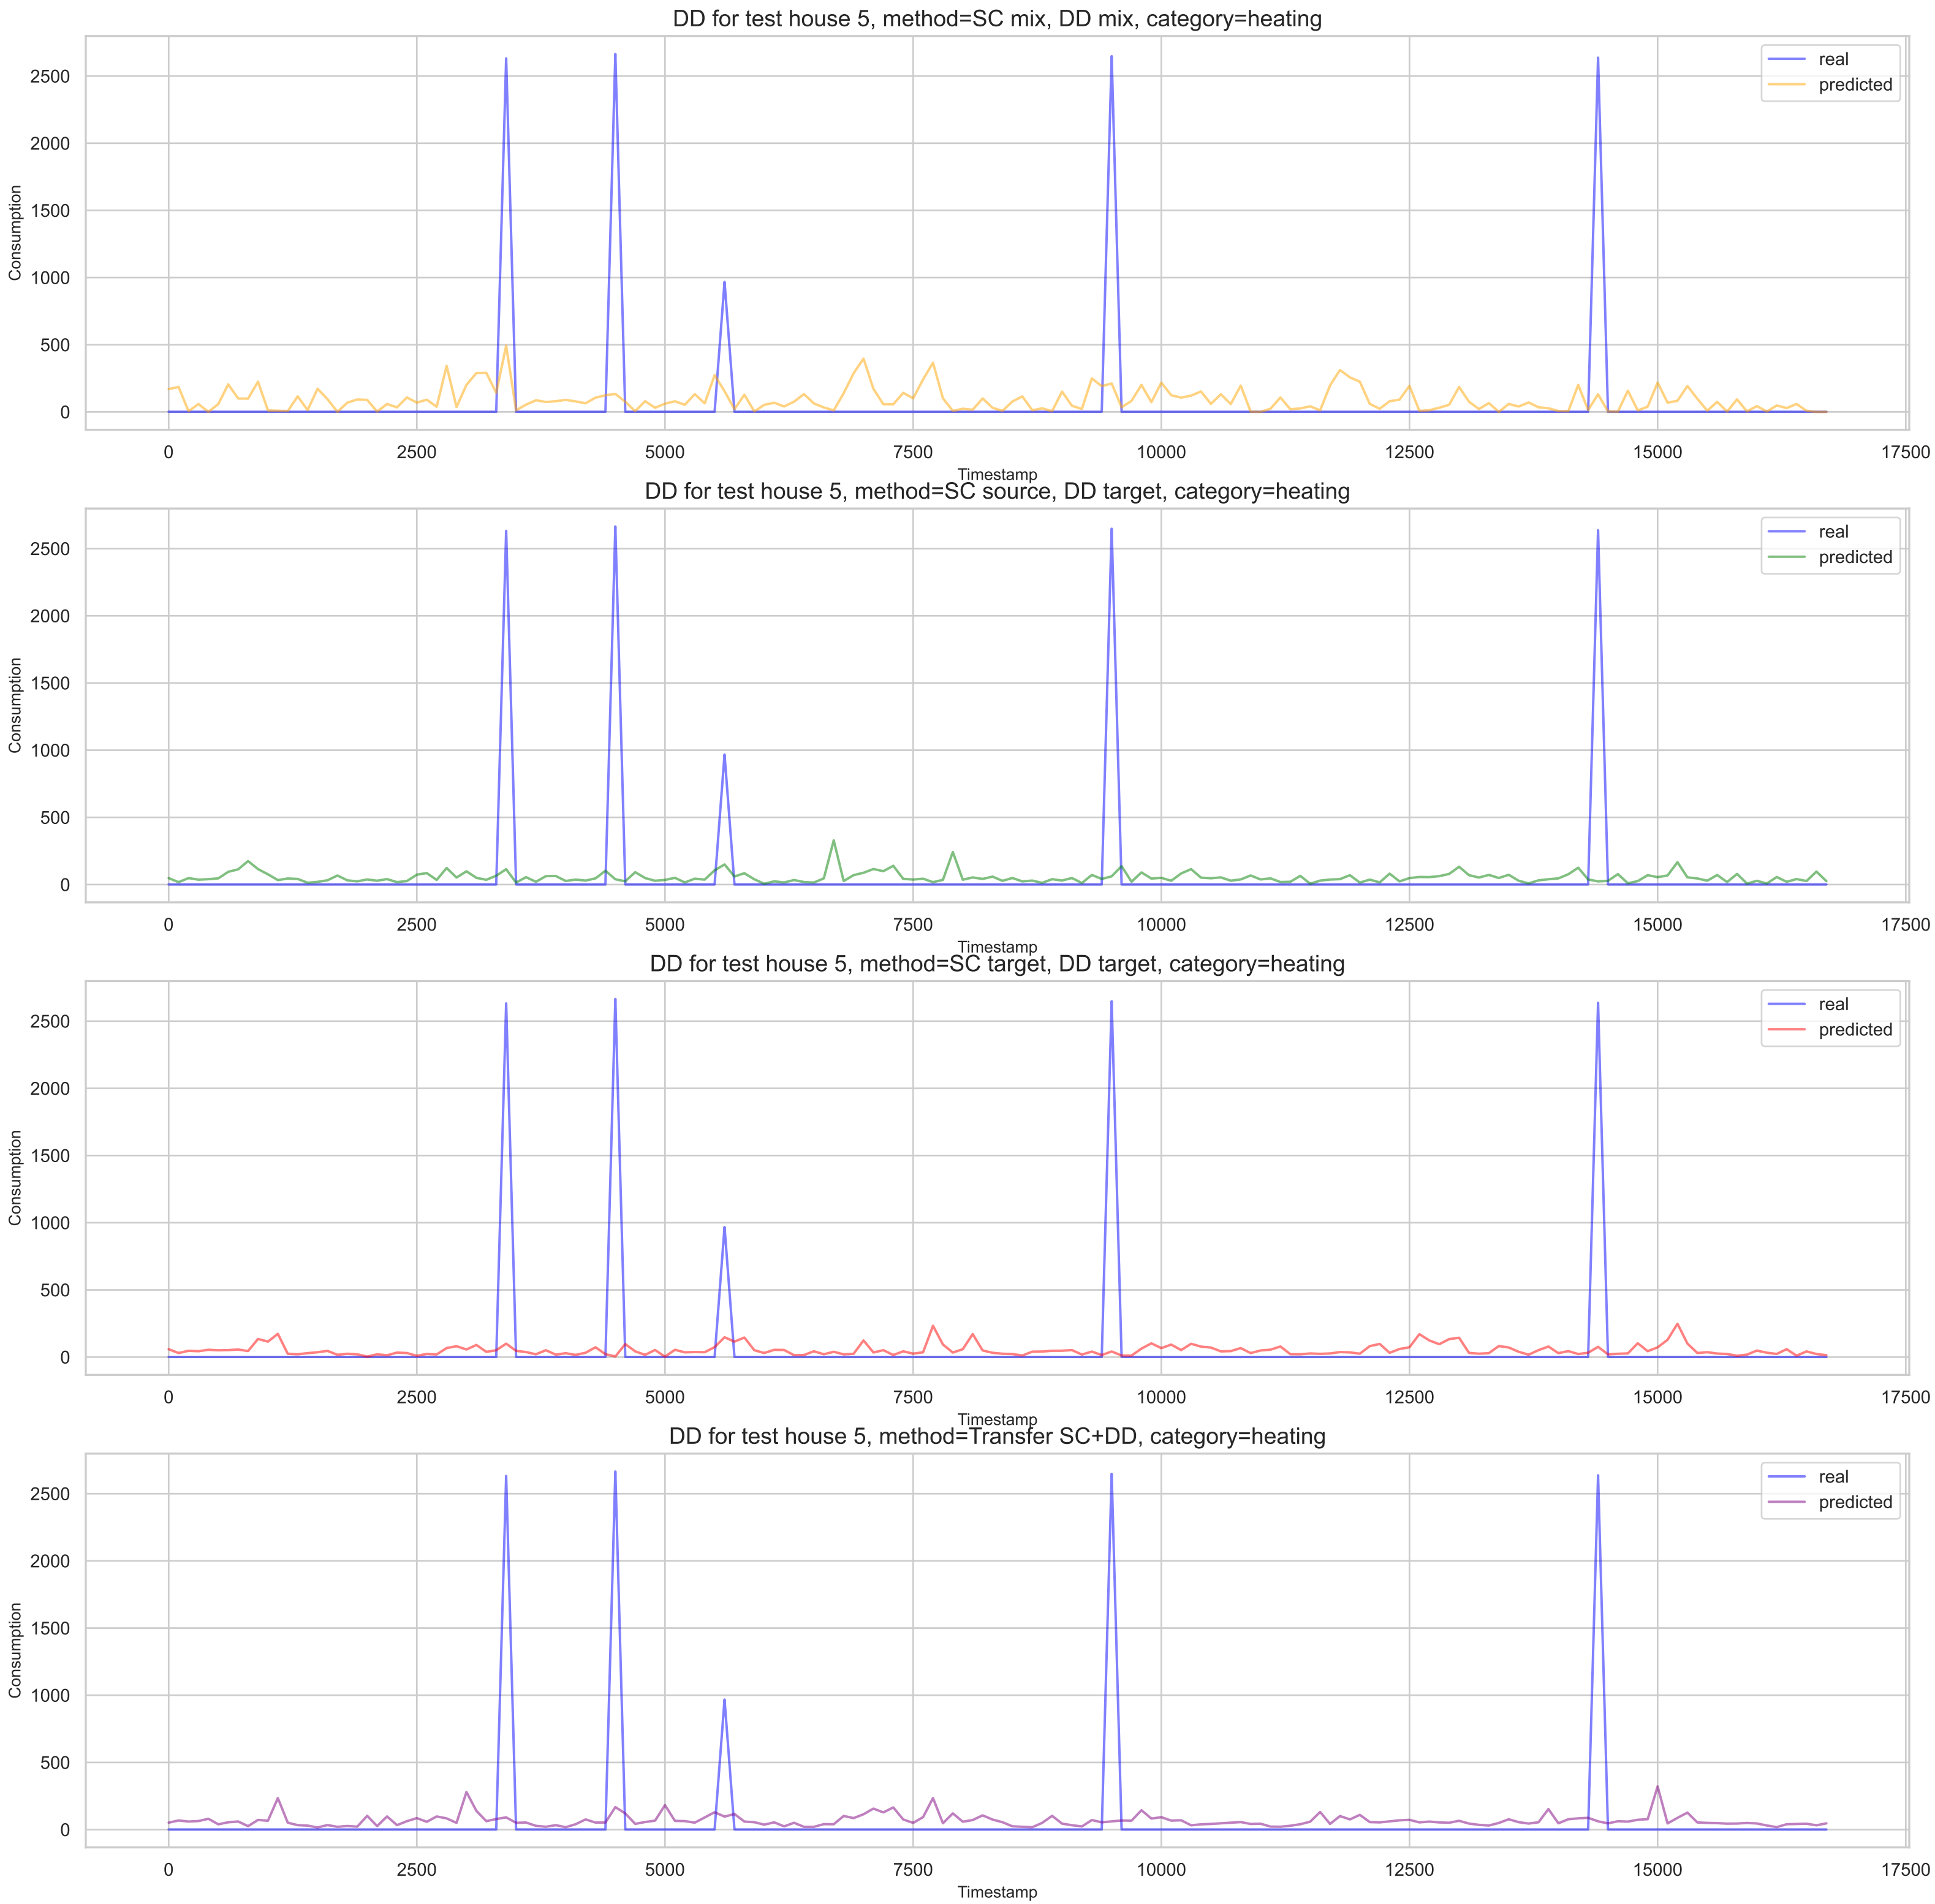 DD for test house 5, method=SC mix, DD mix, category=heating
real
predicted
2500
2000
1500
1000
500
0
Consumption
0 2500 5000 7500 10000 12500 15000 17500
Timestamp
DD for test house 5, method=SC source, DD target, category=heating
real
predicted
2500
2000
1500
1000
500
0
Consumption
0 2500 5000 7500 10000 12500 15000 17500
Timestamp
DD for test house 5, method=SC target, DD target, category=heating
real
predicted
2500
2000
1500
1000
500
0
Consumption
0 2500 5000 7500 10000 12500 15000 17500
Timestamp
DD for test house 5, method=Transfer SC+DD, category=heating
real
predicted
2500
2000
1500
1000
500
0
Consumption
0 2500 5000 7500 10000 12500 15000 17500
Timestamp